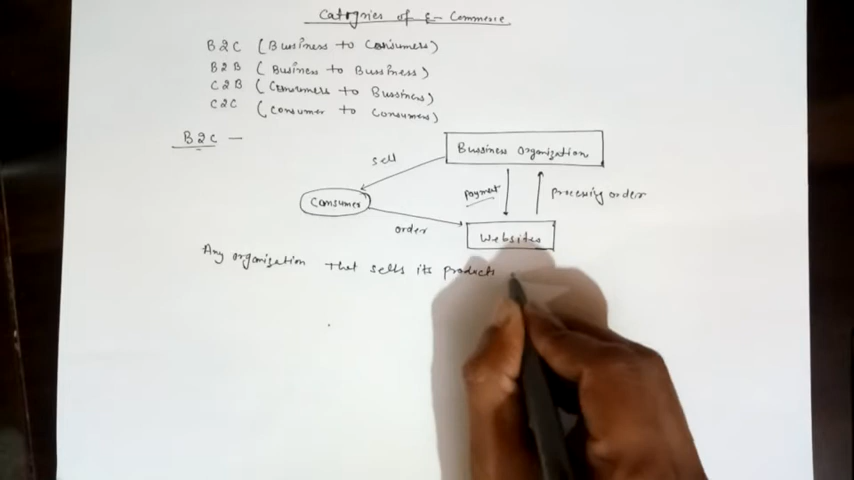 Catogries of E-Commerce
B2C (Bussiness to Consumers)
B2B (Business to Bussiness)
C2B (Consumers to Bussiness)
C2C (Consumer to Consumers)
B2C -
Bussiness Organization
sell
payment
processing order
Consumer
order
Websites
Any organization that sells its products